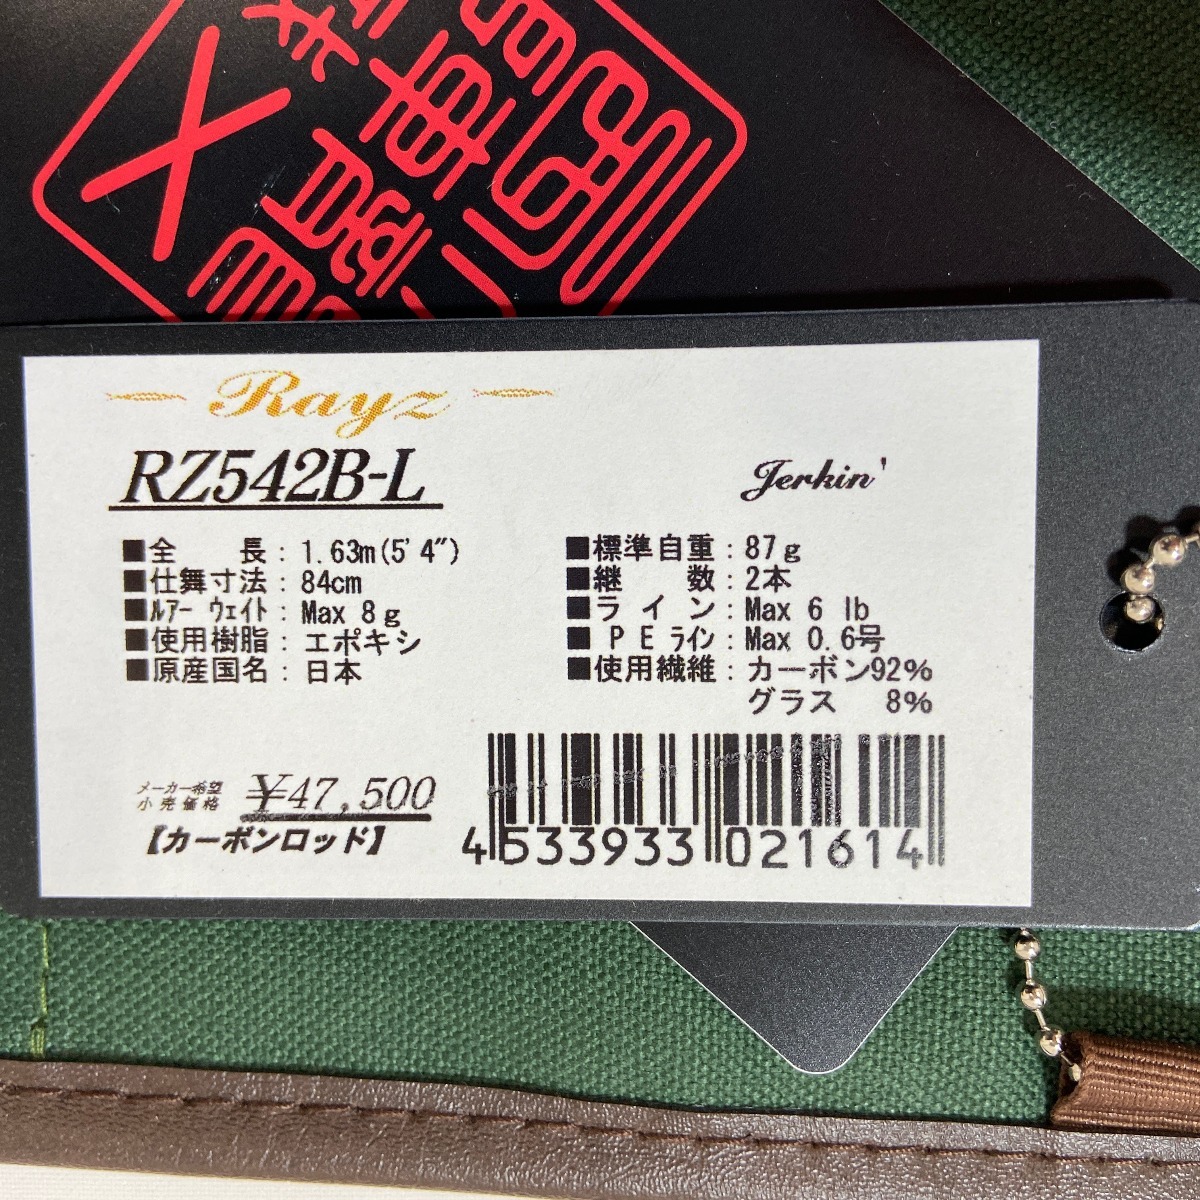 Rayz
RZ542B-L
Jerkin'
■全　長：1.63m(5'4")
■仕舞寸法：84cm
■ﾙｱｰ ｳｪｲﾄ：Max 8g
■使用樹脂：エポキシ
■原産国名：日本
■標準自重：87g
■継　数：2本
■ライン：Max 6 lb
■ＰＥﾗｲﾝ：Max 0.6号
■使用繊維：カーボン92%
グラス　8%
メーカー希望
小売価格
￥47,500
【カーボンロッド】
4 533933 021614